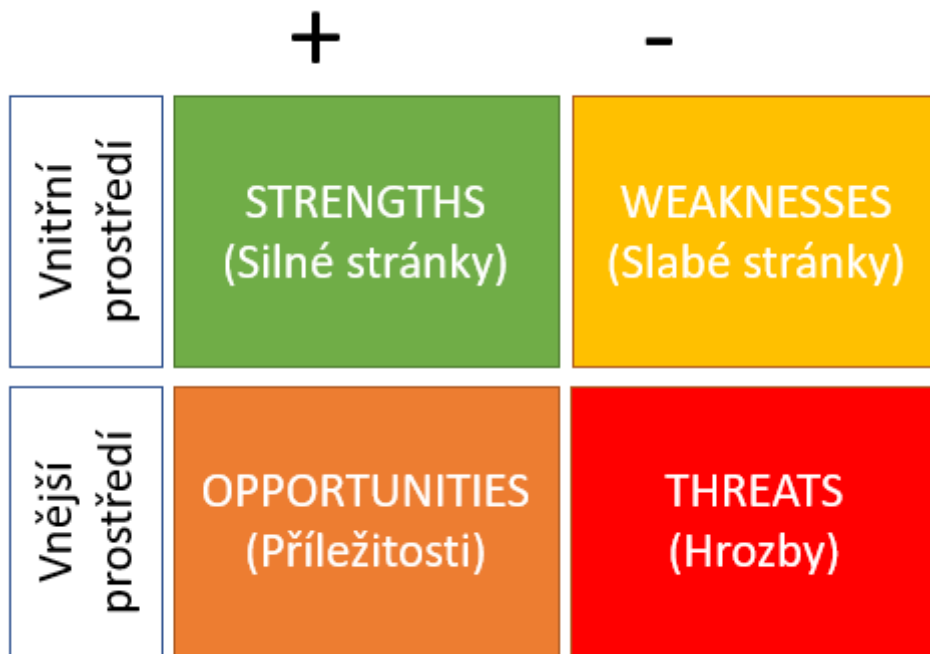 + -
Vnitřní
prostředí
STRENGTHS
(Silné stránky)
WEAKNESSES
(Slabé stránky)
Vnější
prostředí
OPPORTUNITIES
(Příležitosti)
THREATS
(Hrozby)